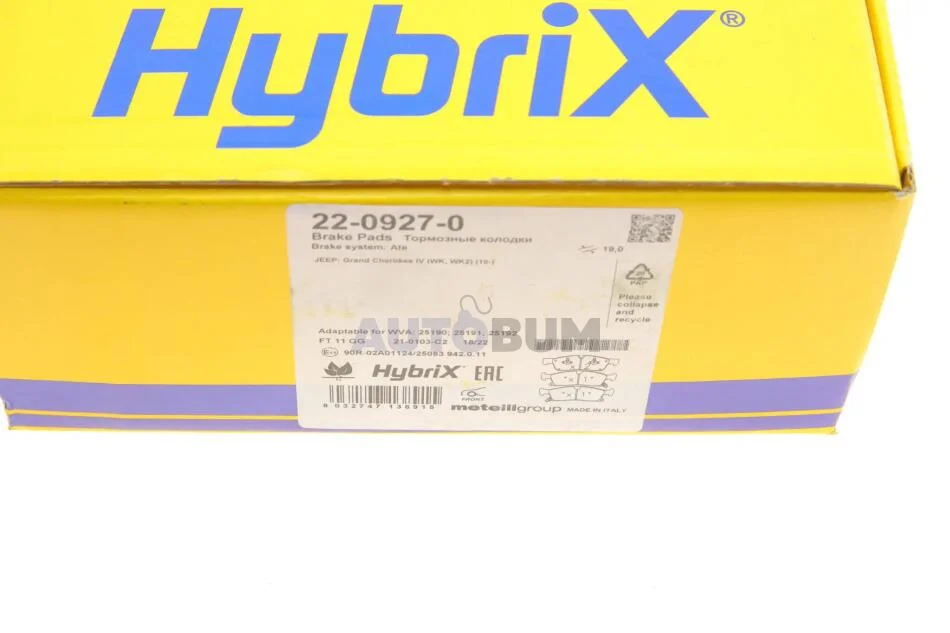 HybriX®
22-0927-0
Brake Pads Тормозные колодки
Brake system: Ate
19,0
JEEP: Grand Cherokee IV (WK, WK2) (10-)
PAP
Please
collapse
and
recycle
AUTOBUM
Adaptable for WVA: 25190; 25191; 25192
FT 11 GG 21-0103-C2 18/22
90R-02A01124/25083.942.0.11
HybriX EAC
FRONT
8 032747 138918
meteligroup MADE IN ITALY